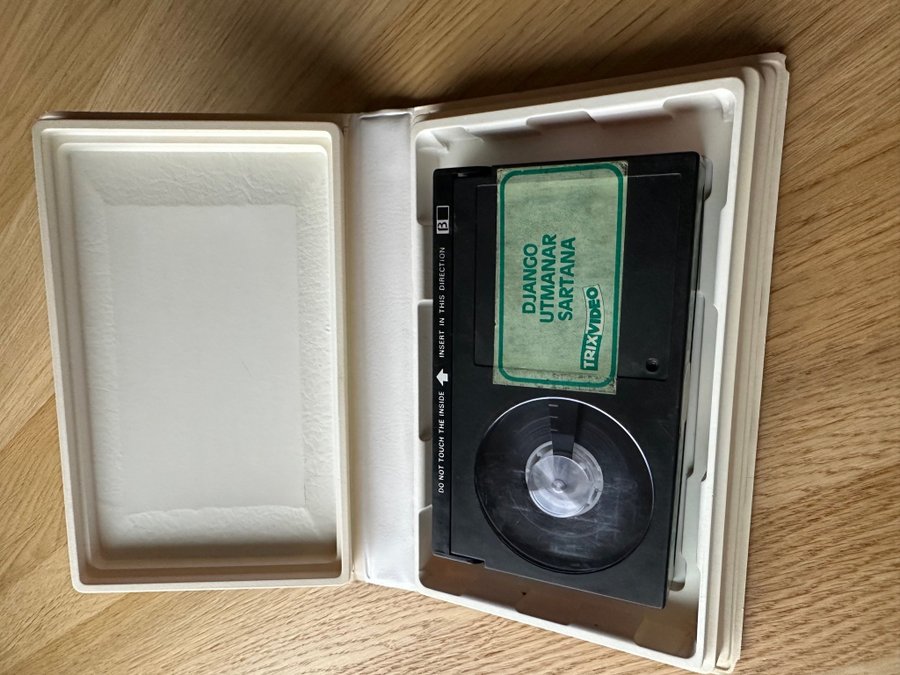 DO NOT TOUCH THE INSIDE INSERT IN THIS DIRECTION B
DJANGO
UTMANAR
SARTANA
TRIXVIDEO